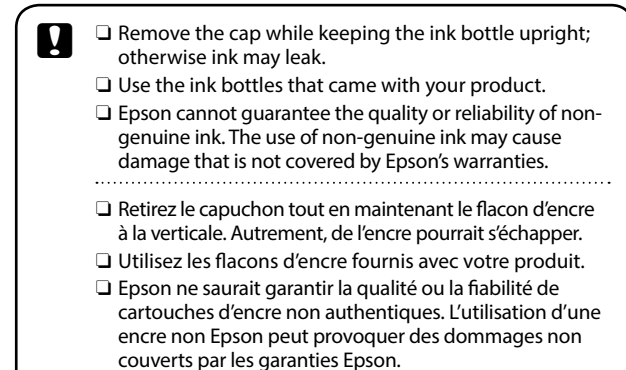 ❏ Remove the cap while keeping the ink bottle upright;
otherwise ink may leak.
❏ Use the ink bottles that came with your product.
❏ Epson cannot guarantee the quality or reliability of non-
genuine ink. The use of non-genuine ink may cause
damage that is not covered by Epson’s warranties.
❏ Retirez le capuchon tout en maintenant le flacon d’encre
à la verticale. Autrement, de l’encre pourrait s’échapper.
❏ Utilisez les flacons d’encre fournis avec votre produit.
❏ Epson ne saurait garantir la qualité ou la fiabilité de
cartouches d’encre non authentiques. L’utilisation d’une
encre non Epson peut provoquer des dommages non
couverts par les garanties Epson.